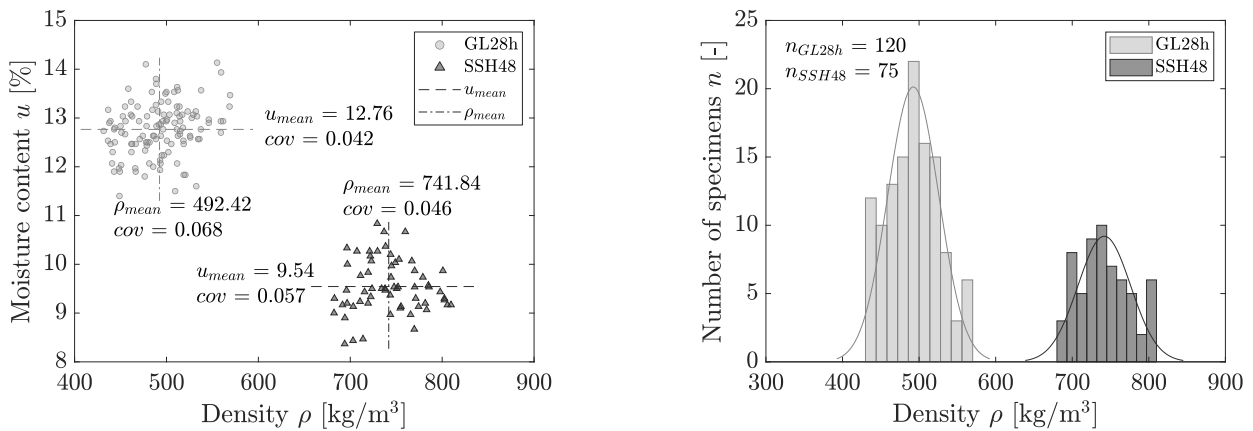 15
14
13
12
11
10
9
8
Moisture content u [%]
400
500
600
700
800
900
Density ρ [kg/m³]
GL28h
SSH48
u_mean
ρ_mean
u_mean = 12.76
cov = 0.042
ρ_mean = 741.84
cov = 0.046
ρ_mean = 492.42
cov = 0.068
u_mean = 9.54
cov = 0.057
25
20
15
10
5
0
Number of specimens n [-]
300
400
500
600
700
800
900
Density ρ [kg/m³]
n_GL28h = 120
n_SSH48 = 75
GL28h
SSH48